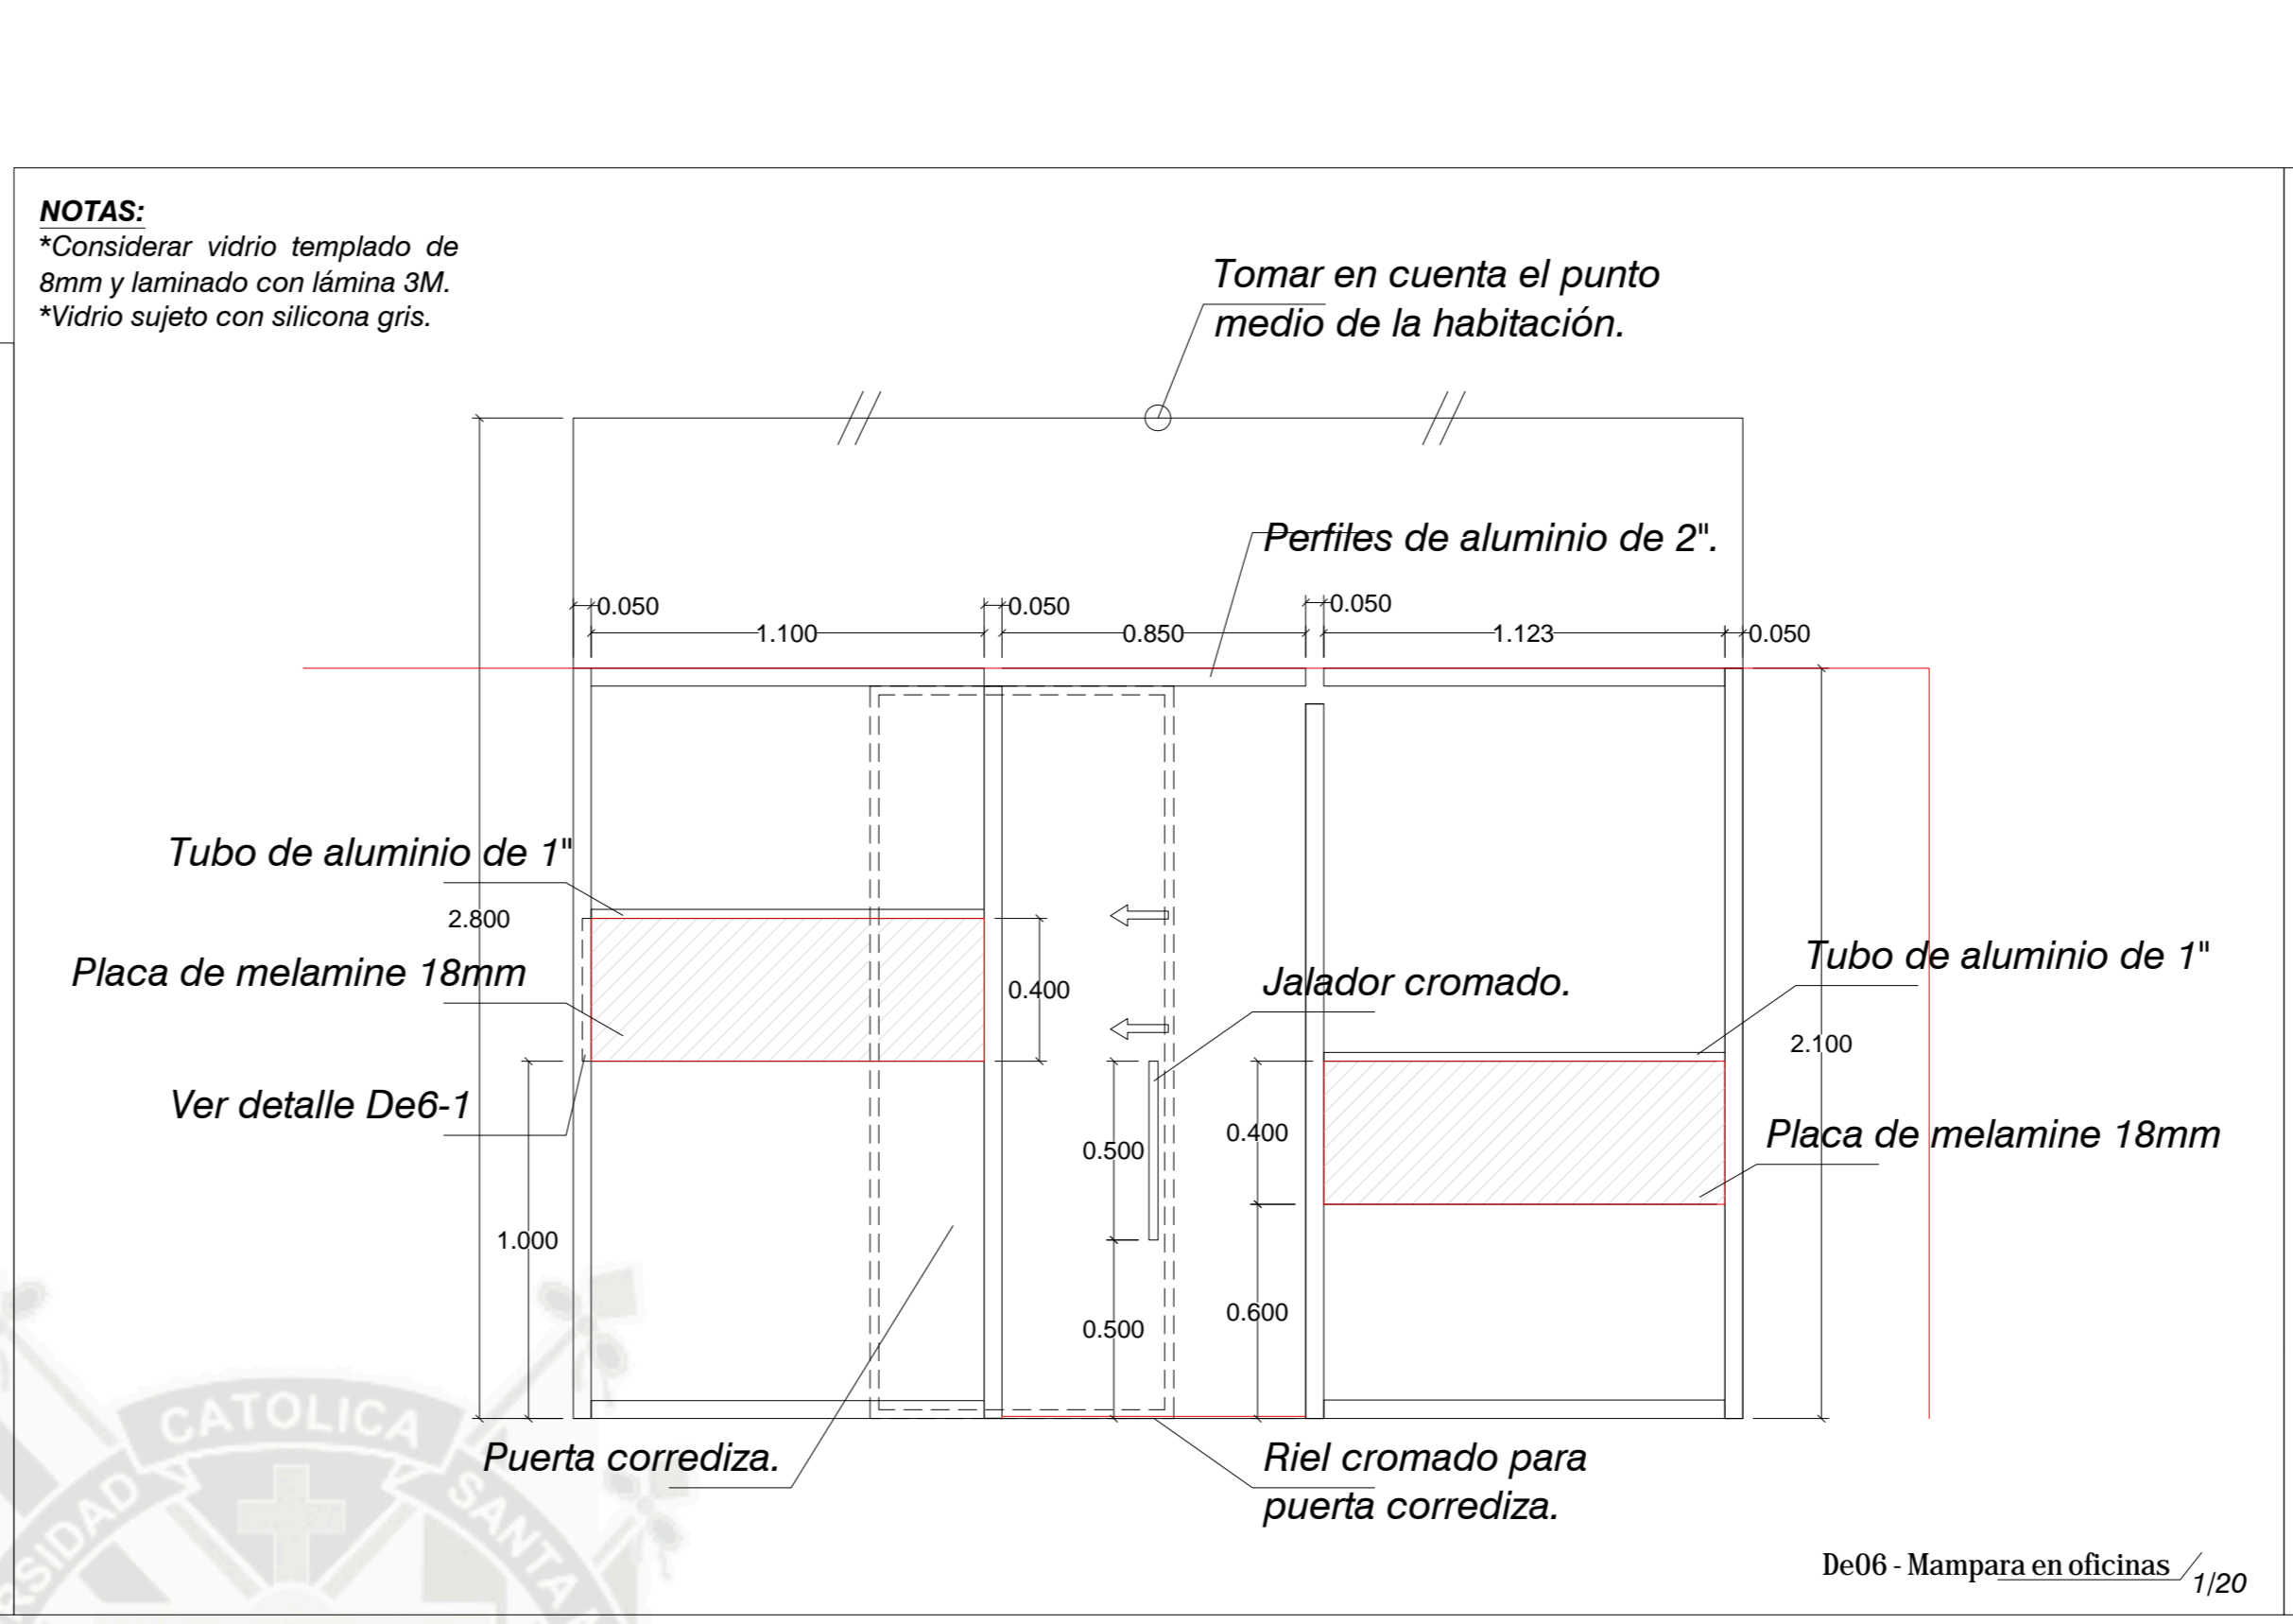 NOTAS:
*Considerar vidrio templado de
8mm y laminado con lámina 3M.
*Vidrio sujeto con silicona gris.
Tomar en cuenta el punto
medio de la habitación.
Perfiles de aluminio de 2".
0.050
0.050
0.050
1.100
0.850
1.123
0.050
Tubo de aluminio de 1"
2.800
Placa de melamine 18mm
0.400
Jalador cromado.
Tubo de aluminio de 1"
2.100
Ver detalle De6-1
0.500
0.400
Placa de melamine 18mm
1.000
0.500
0.600
Puerta corrediza.
Riel cromado para
puerta corrediza.
De06 - Mampara en oficinas
1/20
CATOLICA
RSIDAD
SANTA